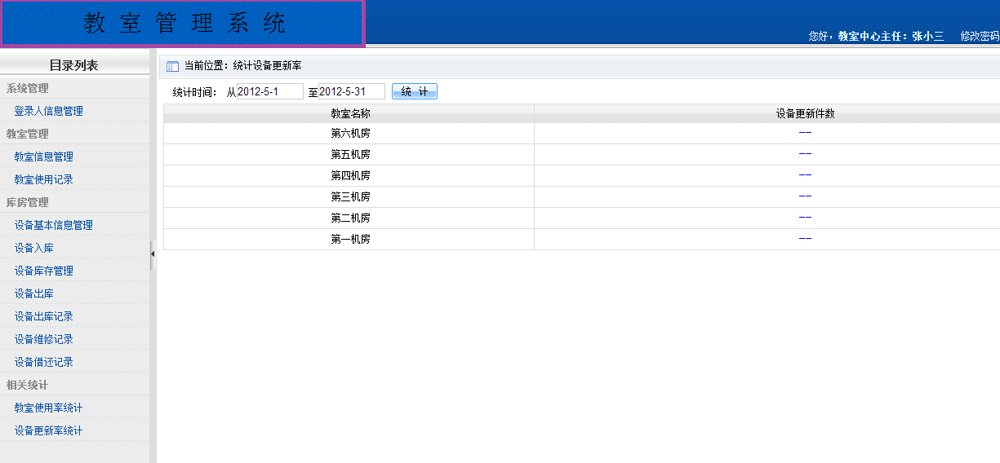 教室管理系统
您好，教室中心主任：张小三 修改密码
目录列表
系统管理
登录人信息管理
教室管理
教室信息管理
教室使用记录
库房管理
设备基本信息管理
设备入库
设备库存管理
设备出库
设备出库记录
设备维修记录
设备借还记录
相关统计
教室使用率统计
设备更新率统计
当前位置：统计设备更新率
统计时间： 从2012-5-1 至2012-5-31 统 计
教室名称 设备更新件数
第六机房 ——
第五机房 ——
第四机房 ——
第三机房 ——
第二机房 ——
第一机房 ——